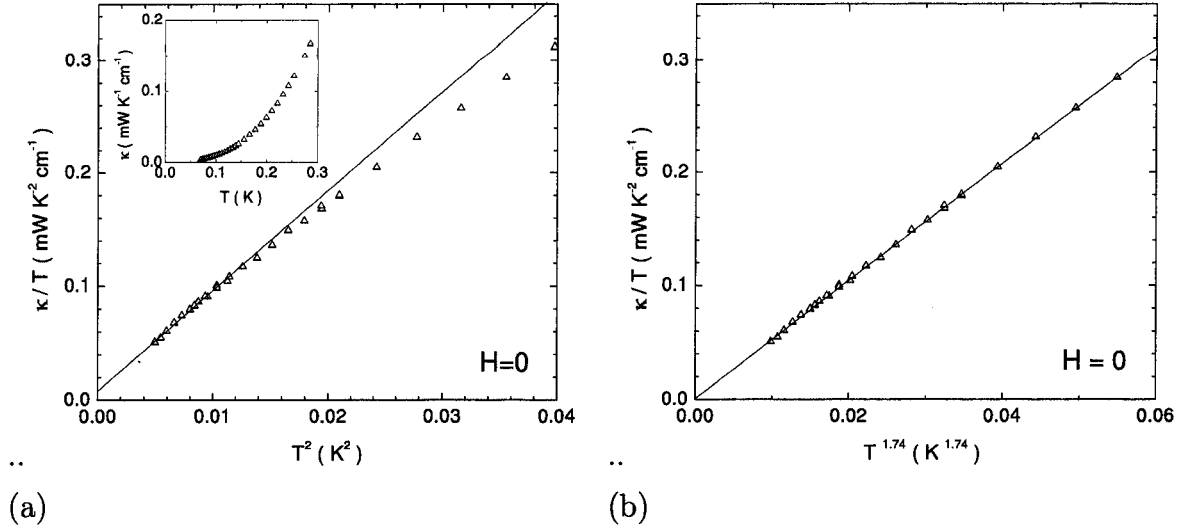 0.3
0.2
0.1
0.0
κ / T ( mW K⁻² cm⁻¹ )
0.2
0.1
0.0
κ ( mW K⁻¹ cm⁻¹ )
0.0 0.1 0.2 0.3
T ( K )
H=0
0.00 0.01 0.02 0.03 0.04
T² ( K² )
..
(a)
0.3
0.2
0.1
0.0
κ / T ( mW K⁻² cm⁻¹ )
H = 0
0.00 0.02 0.04 0.06
T¹·⁷⁴ ( K¹·⁷⁴ )
..
(b)